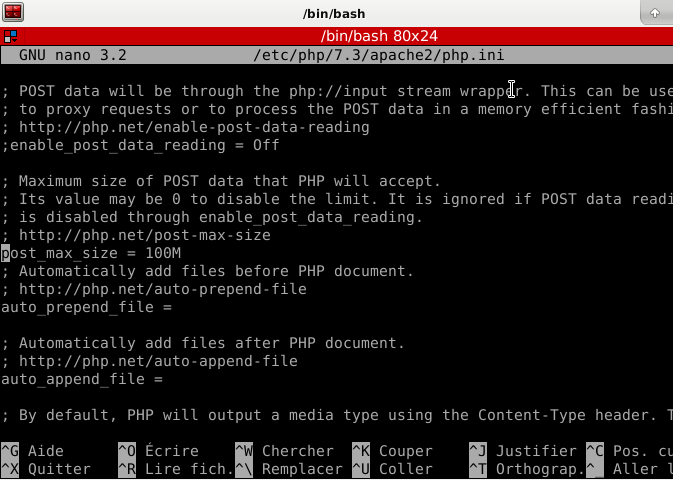 /bin/bash
/bin/bash 80x24
GNU nano 3.2 /etc/php/7.3/apache2/php.ini
; POST data will be through the php://input stream wrapper. This can be use
; to proxy requests or to process the POST data in a memory efficient fashi
; http://php.net/enable-post-data-reading
;enable_post_data_reading = Off
; Maximum size of POST data that PHP will accept.
; Its value may be 0 to disable the limit. It is ignored if POST data readi
; is disabled through enable_post_data_reading.
; http://php.net/post-max-size
post_max_size = 100M
; Automatically add files before PHP document.
; http://php.net/auto-prepend-file
auto_prepend_file =
; Automatically add files after PHP document.
; http://php.net/auto-append-file
auto_append_file =
; By default, PHP will output a media type using the Content-Type header. T
^G Aide ^O Écrire ^W Chercher ^K Couper ^J Justifier ^C Pos. cu
^X Quitter ^R Lire fich. ^\ Remplacer ^U Coller ^T Orthograp. ^_ Aller l